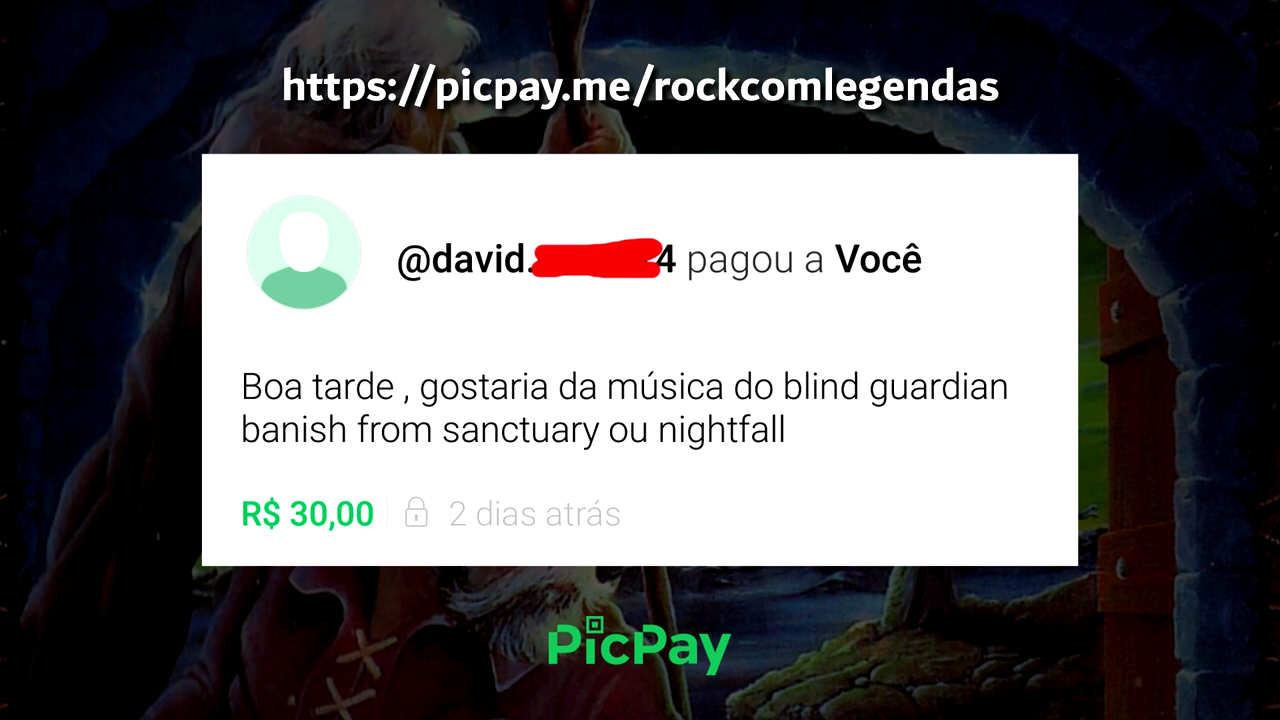 https://picpay.me/rockcomlegendas
@david. 4 pagou a Você
Boa tarde , gostaria da música do blind guardian
banish from sanctuary ou nightfall
R$ 30,00 2 dias atrás
PicPay